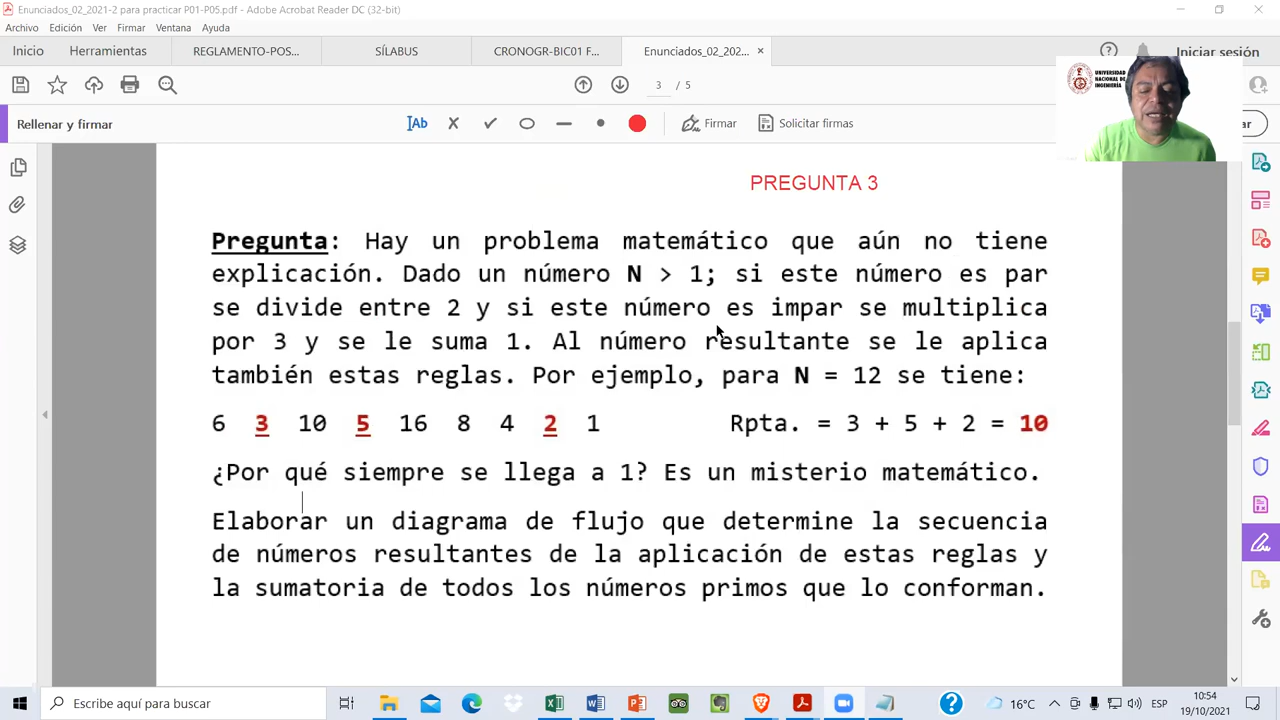 Enunciados_02_2021-2 para practicar P01-P05.pdf - Adobe Acrobat Reader DC (32-bit)
Archivo Edición Ver Firmar Ventana Ayuda
Inicio Herramientas REGLAMENTO-POS... SÍLABUS CRONOGR-BIC01 F... Enunciados_02_202... × Iniciar sesión
3 / 5
UNIVERSIDAD
NACIONAL DE
INGENIERÍA
Rellenar y firmar Ab Firmar Solicitar firmas ar
PREGUNTA 3
Pregunta: Hay un problema matemático que aún no tiene
explicación. Dado un número N > 1; si este número es par
se divide entre 2 y si este número es impar se multiplica
por 3 y se le suma 1. Al número resultante se le aplica
también estas reglas. Por ejemplo, para N = 12 se tiene:
6 3 10 5 16 8 4 2 1 Rpta. = 3 + 5 + 2 = 10
¿Por qué siempre se llega a 1? Es un misterio matemático.
Elaborar un diagrama de flujo que determine la secuencia
de números resultantes de la aplicación de estas reglas y
la sumatoria de todos los números primos que lo conforman.
Escribe aquí para buscar 16°C ESP 10:54
19/10/2021